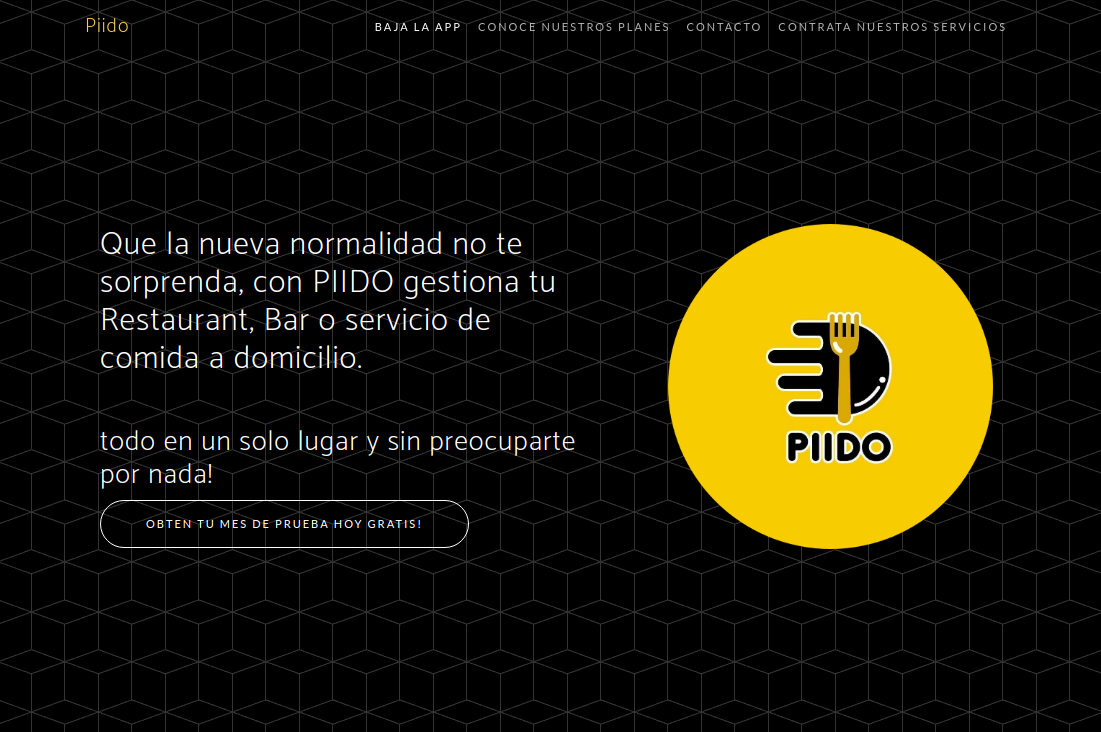 Piido
BAJA LA APP
CONOCE NUESTROS PLANES
CONTACTO
CONTRATA NUESTROS SERVICIOS
Que la nueva normalidad no te
sorprenda, con PIIDO gestiona tu
Restaurant, Bar o servicio de
comida a domicilio.
todo en un solo lugar y sin preocuparte
por nada!
OBTEN TU MES DE PRUEBA HOY GRATIS!
PIIDO